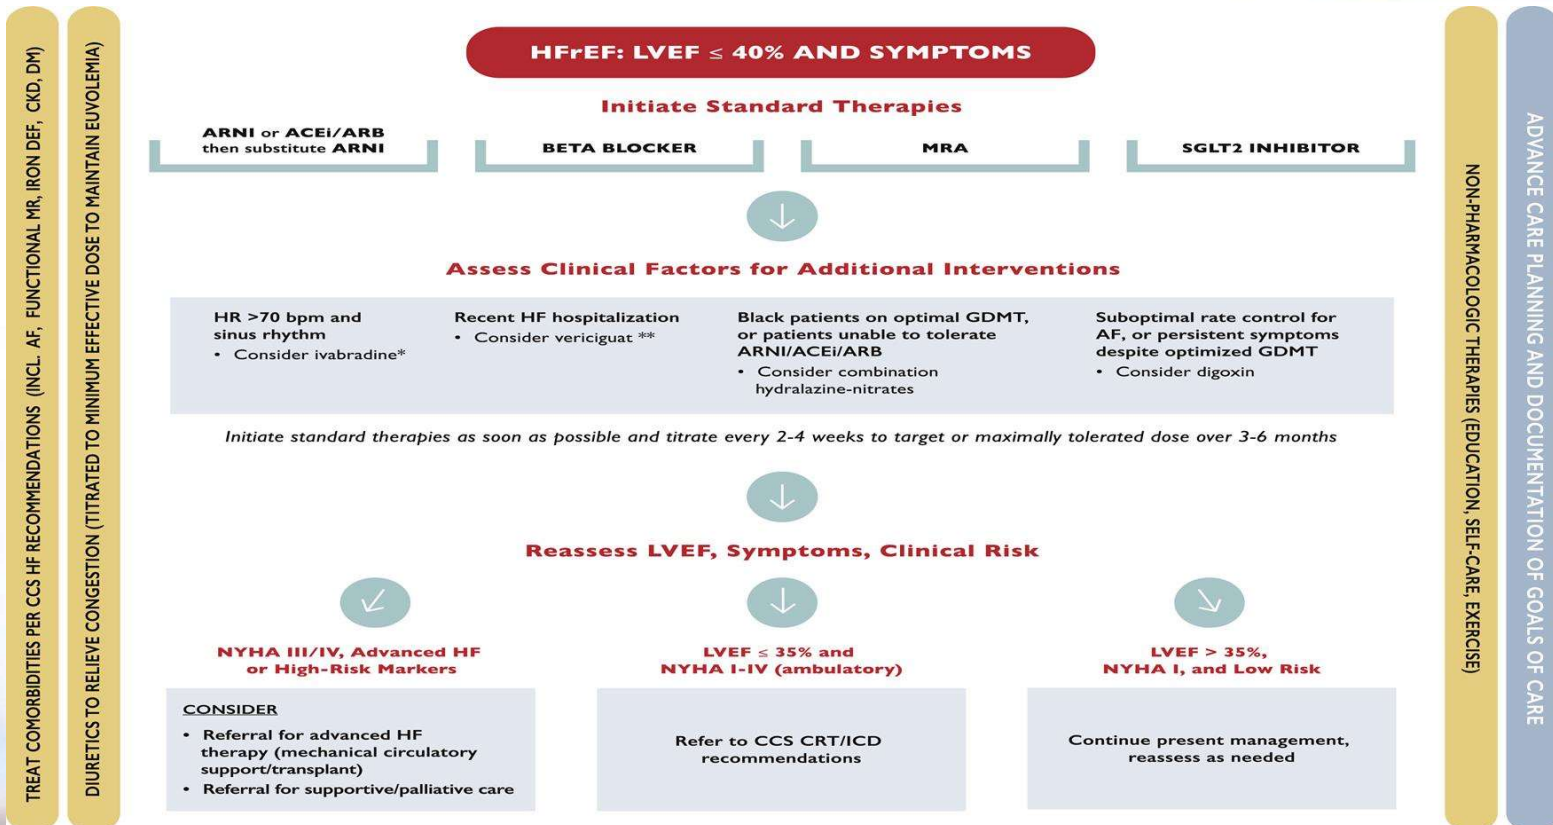 TREAT COMORBIDITIES PER CCS HF RECOMMENDATIONS (INCL. AF, FUNCTIONAL MR, IRON DEF, CKD, DM)
DIURETICS TO RELIEVE CONGESTION (TITRATED TO MINIMUM EFFECTIVE DOSE TO MAINTAIN EUVOLEMIA)
HFrEF: LVEF ≤ 40% AND SYMPTOMS
Initiate Standard Therapies
ARNI or ACEi/ARB
then substitute ARNI
BETA BLOCKER
MRA
SGLT2 INHIBITOR
Assess Clinical Factors for Additional Interventions
HR >70 bpm and
sinus rhythm
• Consider ivabradine*
Recent HF hospitalization
• Consider vericiguat **
Black patients on optimal GDMT,
or patients unable to tolerate
ARNI/ACEi/ARB
• Consider combination
hydralazine-nitrates
Suboptimal rate control for
AF, or persistent symptoms
despite optimized GDMT
• Consider digoxin
Initiate standard therapies as soon as possible and titrate every 2-4 weeks to target or maximally tolerated dose over 3-6 months
Reassess LVEF, Symptoms, Clinical Risk
NYHA III/IV, Advanced HF
or High-Risk Markers
CONSIDER
• Referral for advanced HF
therapy (mechanical circulatory
support/transplant)
• Referral for supportive/palliative care
LVEF ≤ 35% and
NYHA I-IV (ambulatory)
Refer to CCS CRT/ICD
recommendations
LVEF > 35%,
NYHA I, and Low Risk
Continue present management,
reassess as needed
NON-PHARMACOLOGIC THERAPIES (EDUCATION, SELF-CARE, EXERCISE)
ADVANCE CARE PLANNING AND DOCUMENTATION OF GOALS OF CARE